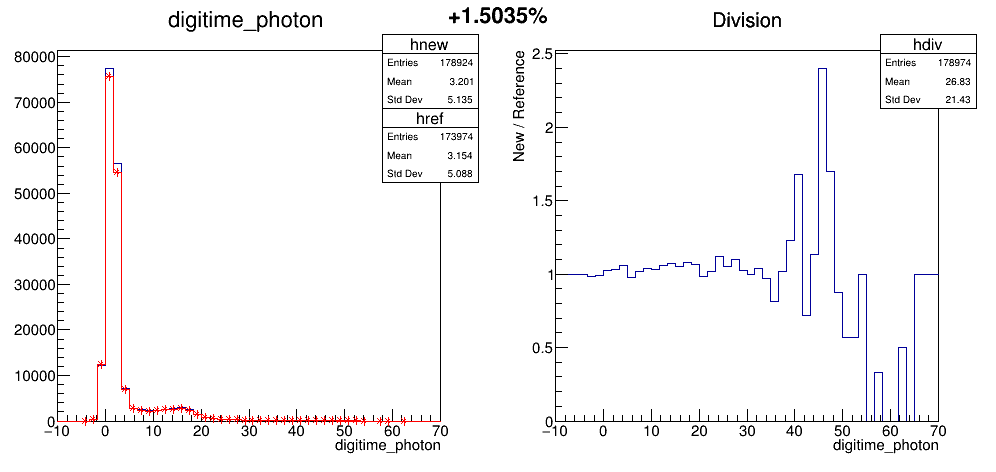 +1.5035%
digitime_photon
hnew
Entries 178924
Mean 3.201
Std Dev 5.135
href
Entries 173974
Mean 3.154
Std Dev 5.088
80000
70000
60000
50000
40000
30000
20000
10000
0
−10 0 10 20 30 40 50 60 70
digitime_photon
Division
hdiv
Entries 178974
Mean 26.83
Std Dev 21.43
New / Reference
2.5
2
1.5
1
0.5
0
−10 0 10 20 30 40 50 60 70
digitime_photon